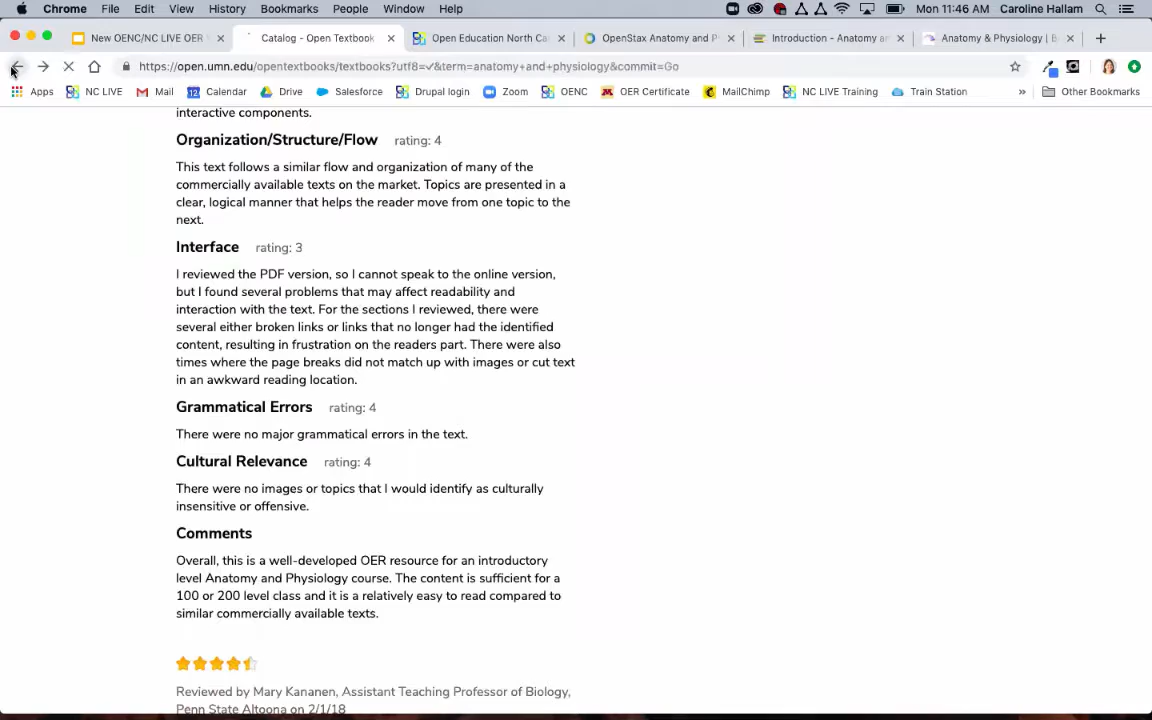 Chrome File Edit View History Bookmarks People Window Help Mon 11:46 AM Caroline Hallam
New OENC/NC LIVE OER Catalog - Open Textbook Open Education North Ca OpenStax Anatomy and P Introduction - Anatomy an Anatomy & Physiology | B
https://open.umn.edu/opentextbooks/textbooks?utf8=✓&term=anatomy+and+physiology&commit=Go
Apps NC LIVE Mail Calendar Drive Salesforce Drupal login Zoom OENC OER Certificate MailChimp NC LIVE Training Train Station » Other Bookmarks
interactive components.
Organization/Structure/Flow rating: 4
This text follows a similar flow and organization of many of the
commercially available texts on the market. Topics are presented in a
clear, logical manner that helps the reader move from one topic to the
next.
Interface rating: 3
I reviewed the PDF version, so I cannot speak to the online version,
but I found several problems that may affect readability and
interaction with the text. For the sections I reviewed, there were
several either broken links or links that no longer had the identified
content, resulting in frustration on the readers part. There were also
times where the page breaks did not match up with images or cut text
in an awkward reading location.
Grammatical Errors rating: 4
There were no major grammatical errors in the text.
Cultural Relevance rating: 4
There were no images or topics that I would identify as culturally
insensitive or offensive.
Comments
Overall, this is a well-developed OER resource for an introductory
level Anatomy and Physiology course. The content is sufficient for a
100 or 200 level class and it is a relatively easy to read compared to
similar commercially available texts.
Reviewed by Mary Kananen, Assistant Teaching Professor of Biology,
Penn State Altoona on 2/1/18